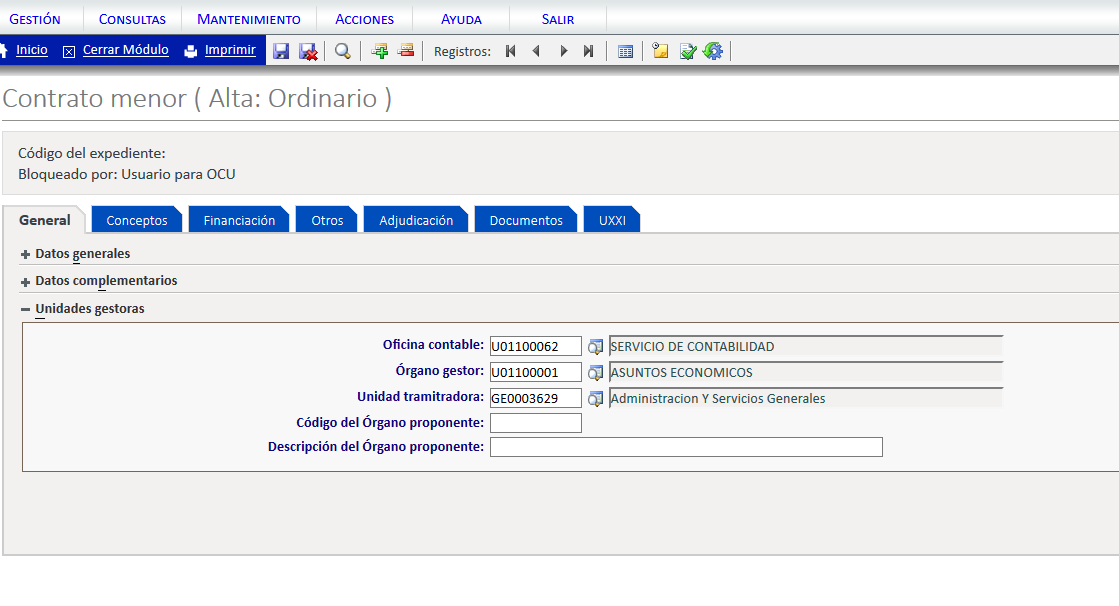 GESTIÓN CONSULTAS MANTENIMIENTO ACCIONES AYUDA SALIR
Inicio Cerrar Módulo Imprimir Registros:
Contrato menor ( Alta: Ordinario )
Código del expediente:
Bloqueado por: Usuario para OCU
General Conceptos Financiación Otros Adjudicación Documentos UXXI
Datos generales
Datos complementarios
Unidades gestoras
Oficina contable: U01100062 SERVICIO DE CONTABILIDAD
Órgano gestor: U01100001 ASUNTOS ECONOMICOS
Unidad tramitradora: GE0003629 Administracion Y Servicios Generales
Código del Órgano proponente:
Descripción del Órgano proponente: